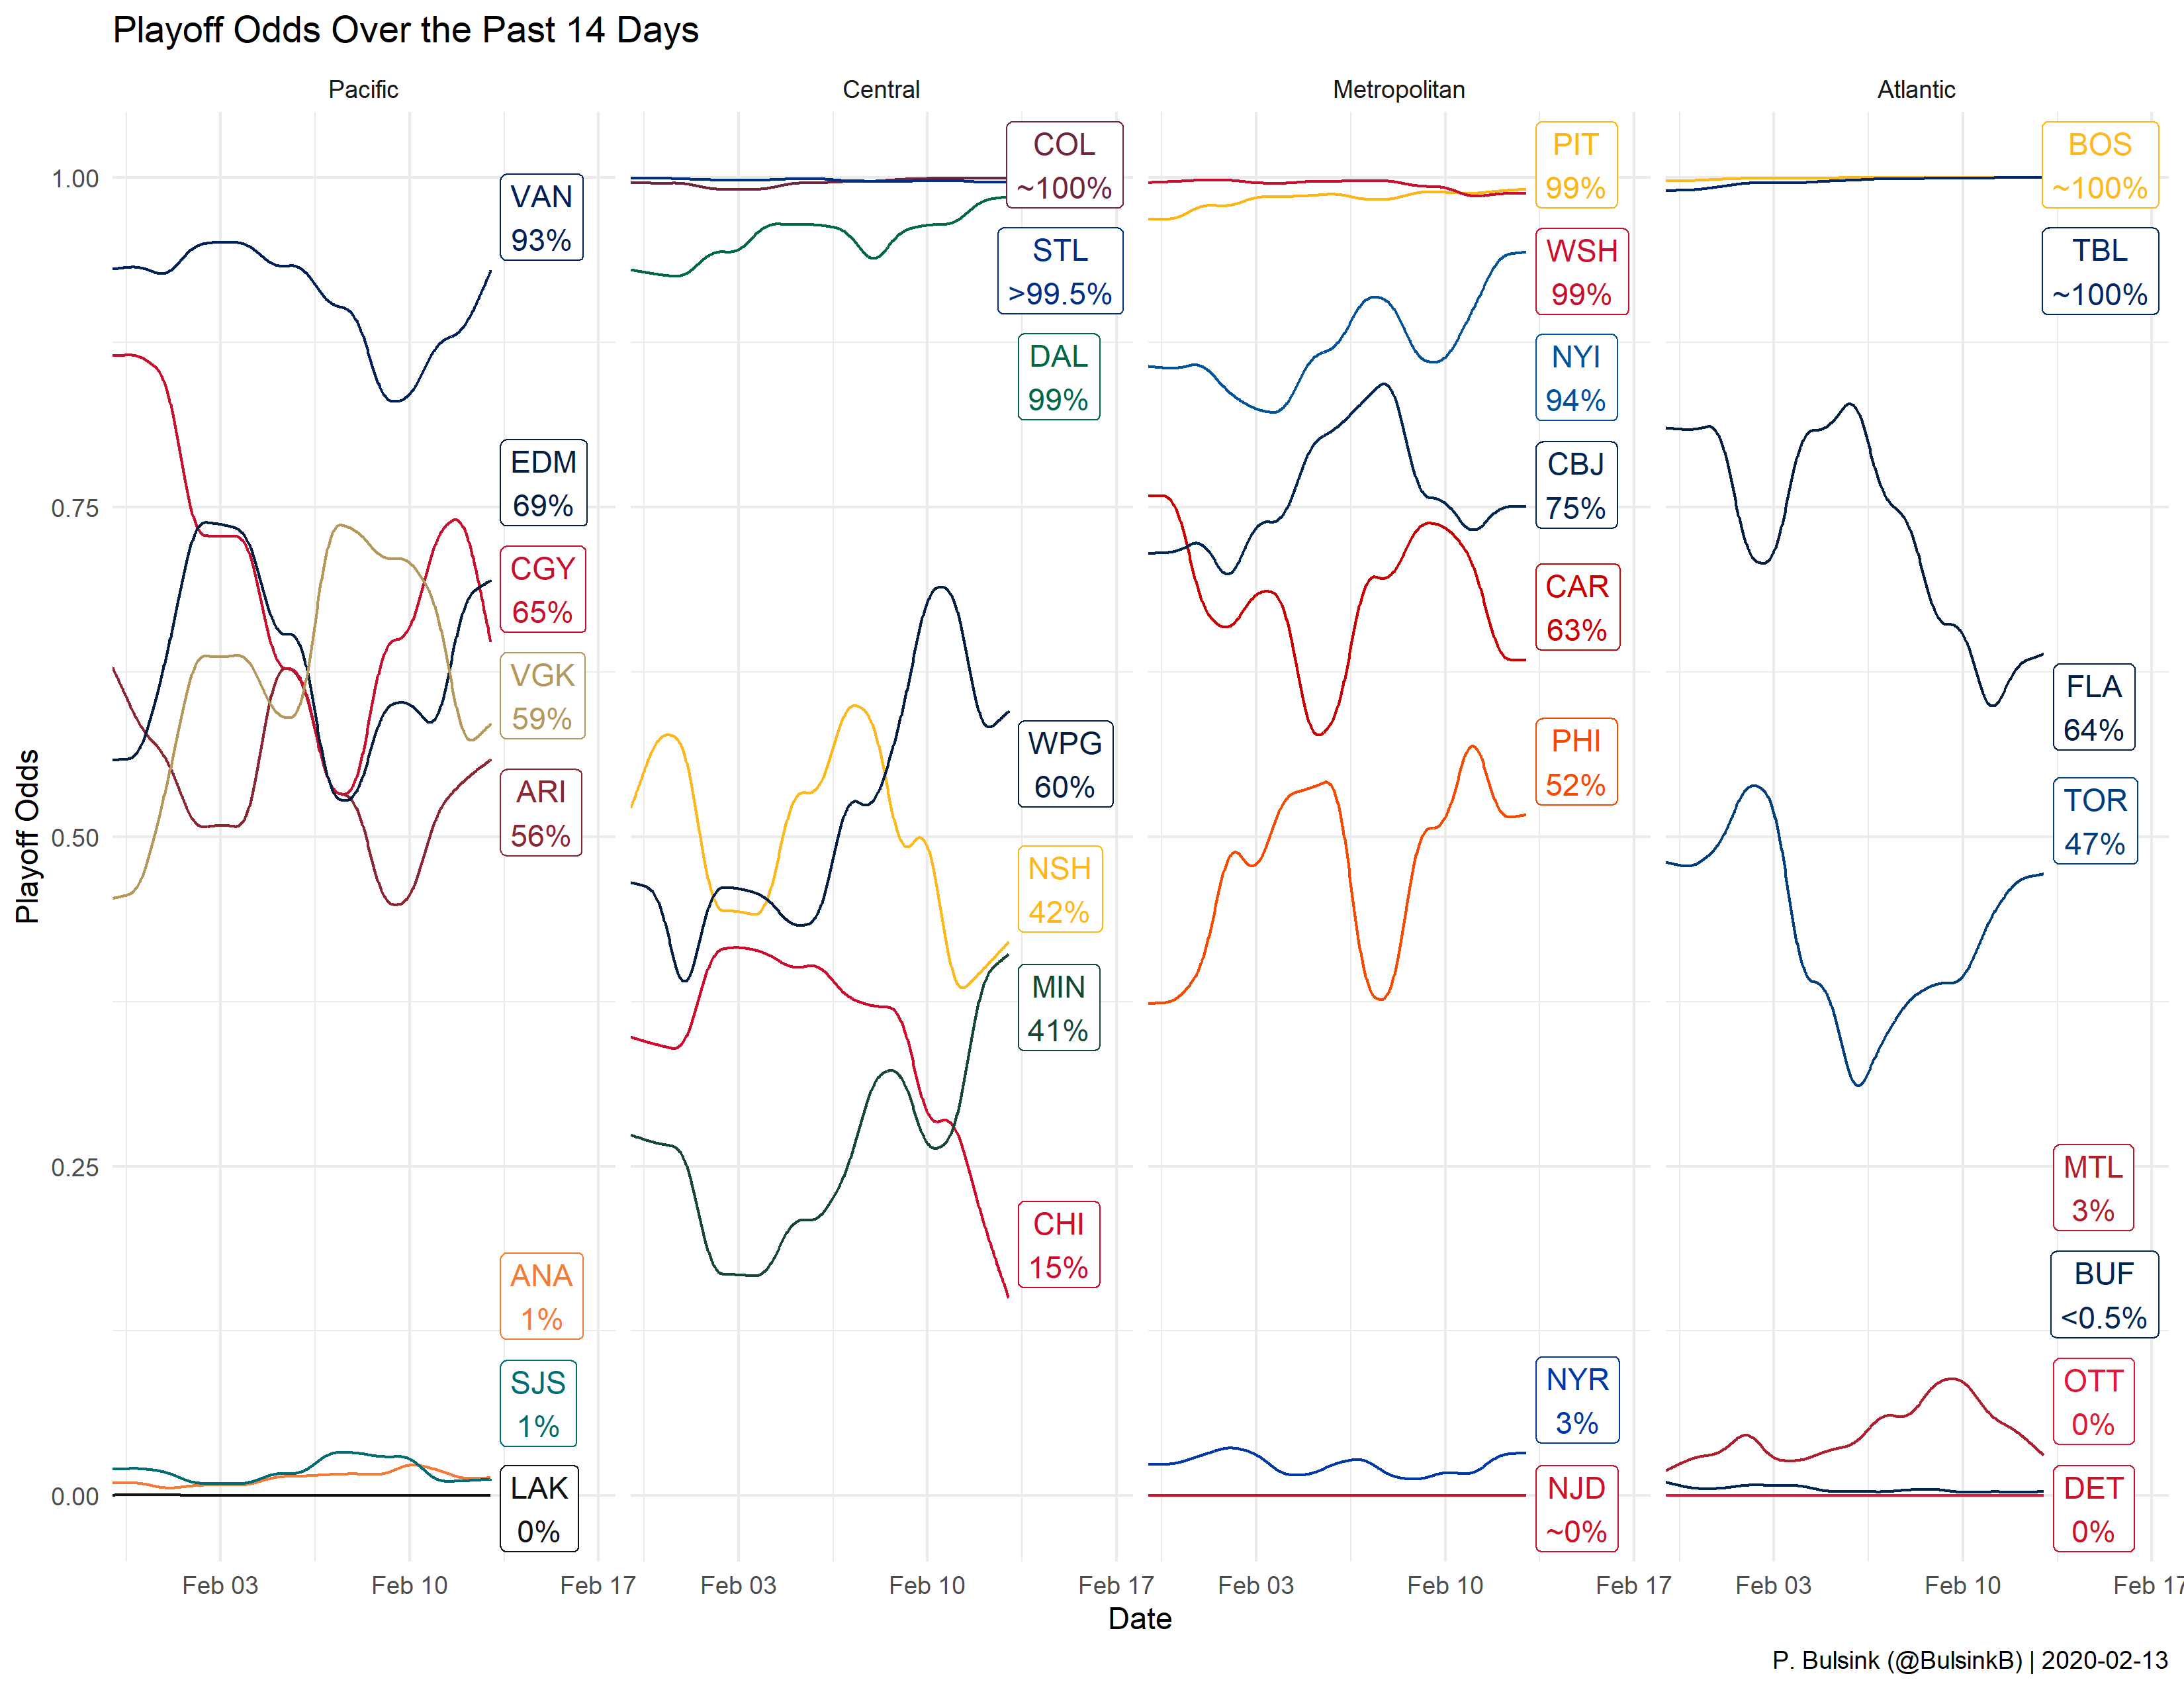 Playoff Odds Over the Past 14 Days
Pacific
Central
Metropolitan
Atlantic
Playoff Odds
1.00
0.75
0.50
0.25
0.00
VAN
93%
EDM
69%
CGY
65%
VGK
59%
ARI
56%
ANA
1%
SJS
1%
LAK
0%
COL
~100%
STL
>99.5%
DAL
99%
WPG
60%
NSH
42%
MIN
41%
CHI
15%
PIT
99%
WSH
99%
NYI
94%
CBJ
75%
CAR
63%
PHI
52%
NYR
3%
NJD
~0%
BOS
~100%
TBL
~100%
FLA
64%
TOR
47%
MTL
3%
BUF
<0.5%
OTT
0%
DET
0%
Feb 03
Feb 10
Feb 17
Feb 03
Feb 10
Feb 17
Feb 03
Feb 10
Feb 17
Feb 03
Feb 10
Feb 17
Date
P. Bulsink (@BulsinkB) | 2020-02-13